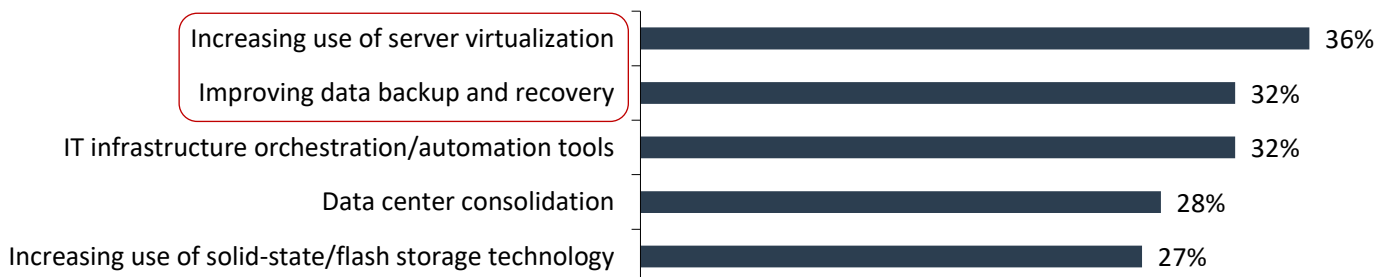 Increasing use of server virtualization 36%
Improving data backup and recovery 32%
IT infrastructure orchestration/automation tools 32%
Data center consolidation 28%
Increasing use of solid-state/flash storage technology 27%